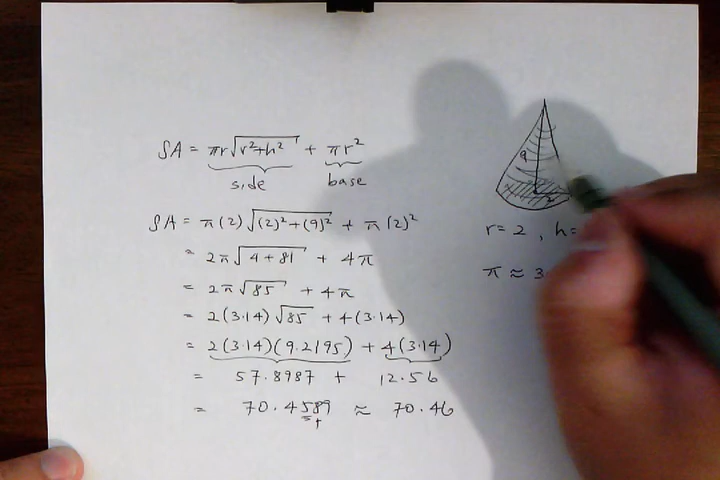 SA = πr√(r²+h²) + πr²
side base
SA = π(2)√((2)²+(9)²) + π(2)²
= 2π√(4+81) + 4π
= 2π√85 + 4π
= 2(3.14)√85 + 4(3.14)
= 2(3.14)(9.2195) + 4(3.14)
= 57.8987 + 12.56
= 70.4589 ≈ 70.46
9
2
r=2, h=
π ≈ 3